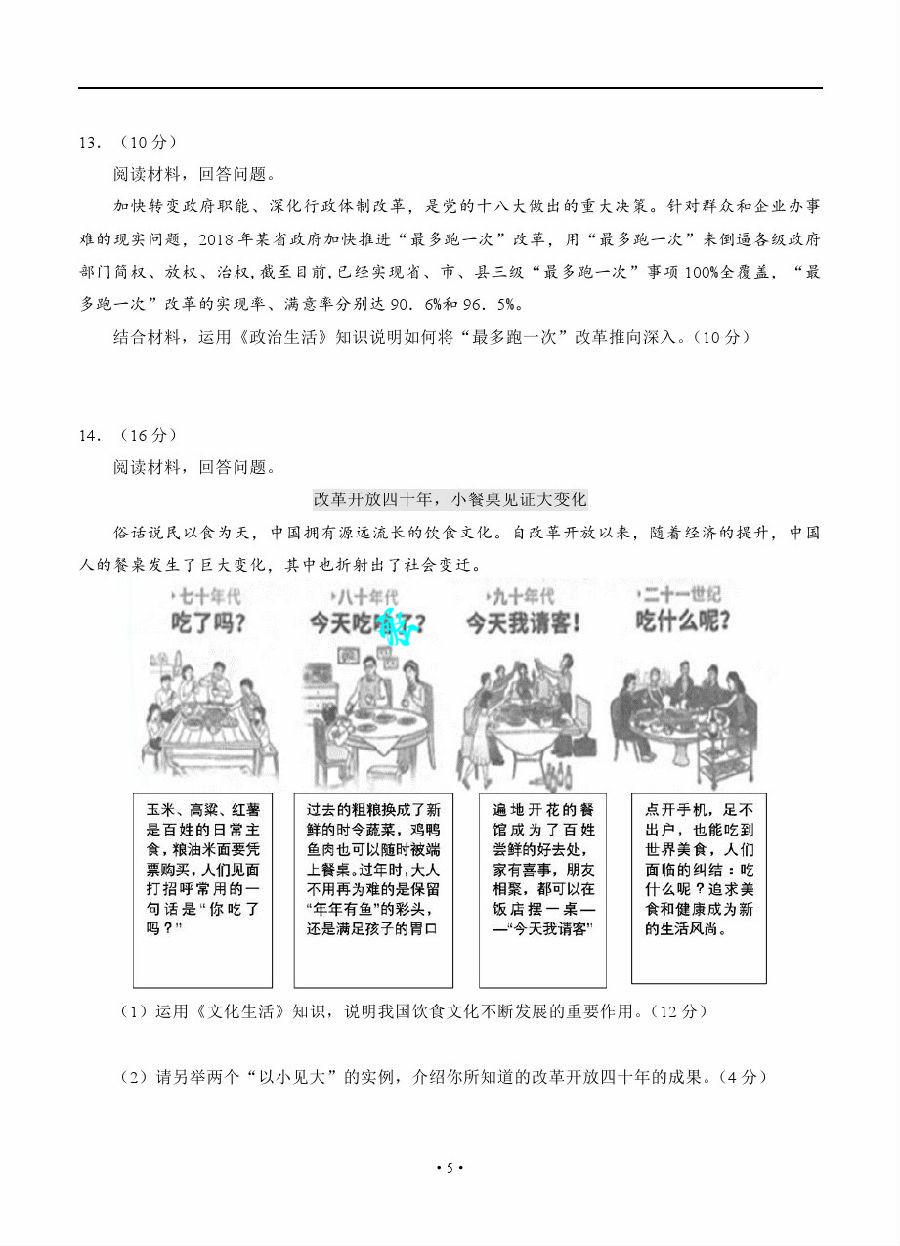 13．（10分）
阅读材料，回答问题。
加快转变政府职能、深化行政体制改革，是党的十八大做出的重大决策。针对群众和企业办事
难的现实问题，2018年某省政府加快推进“最多跑一次”改革，用“最多跑一次”来倒逼各级政府
部门简权、放权、治权,截至目前,已经实现省、市、县三级“最多跑一次”事项100%全覆盖，“最
多跑一次”改革的实现率、满意率分别达90．6%和96．5%。
结合材料，运用《政治生活》知识说明如何将“最多跑一次”改革推向深入。（10分）
14．（16分）
阅读材料，回答问题。
改革开放四十年，小餐桌见证大变化
俗话说民以食为天，中国拥有源远流长的饮食文化。自改革开放以来，随着经济的提升，中国
人的餐桌发生了巨大变化，其中也折射出了社会变迁。
七十年代
吃了吗？
八十年代
今天吃啥了？
九十年代
今天我请客！
二十一世纪
吃什么呢？
玉米、高粱、红薯
是百姓的日常主
食，粮油米面要凭
票购买，人们见面
打招呼常用的一
句话是“你吃了
吗？”
过去的粗粮换成了新
鲜的时令蔬菜，鸡鸭
鱼肉也可以随时被端
上餐桌。过年时,大人
不用再为难的是保留
“年年有鱼”的彩头，
还是满足孩子的胃口
遍地开花的餐
馆成为了百姓
尝鲜的好去处，
家有喜事，朋友
相聚，都可以在
饭店摆一桌—
—“今天我请客”
点开手机，足不
出户，也能吃到
世界美食，人们
面临的纠结：吃
什么呢？追求美
食和健康成为新
的生活风尚。
（1）运用《文化生活》知识，说明我国饮食文化不断发展的重要作用。（12分）
（2）请另举两个“以小见大”的实例，介绍你所知道的改革开放四十年的成果。（4分）
·5·